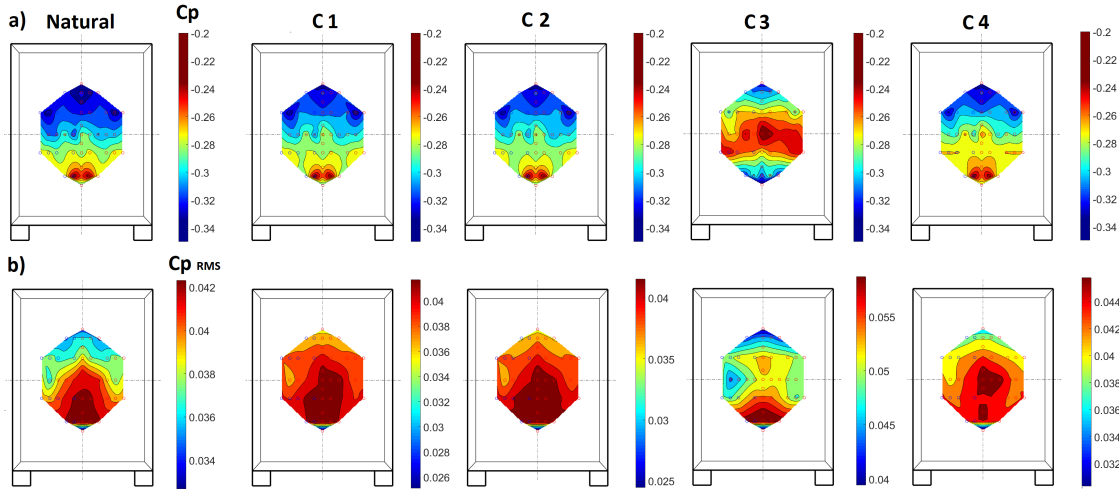 a) Natural Cp C 1 C 2 C 3 C 4
-0.2 -0.2 -0.2 -0.2 -0.2
-0.22 -0.22 -0.22 -0.22 -0.22
-0.24 -0.24 -0.24 -0.24 -0.24
-0.26 -0.26 -0.26 -0.26 -0.26
-0.28 -0.28 -0.28 -0.28 -0.28
-0.3 -0.3 -0.3 -0.3 -0.3
-0.32 -0.32 -0.32 -0.32 -0.32
-0.34 -0.34 -0.34 -0.34 -0.34
b) Cp RMS
0.042 0.04 0.04 0.055 0.044
0.04 0.038 0.035 0.05 0.042
0.038 0.036 0.03 0.045 0.04
0.036 0.034 0.025 0.04 0.038
0.034 0.032 0.036
0.03 0.034
0.028 0.032
0.026